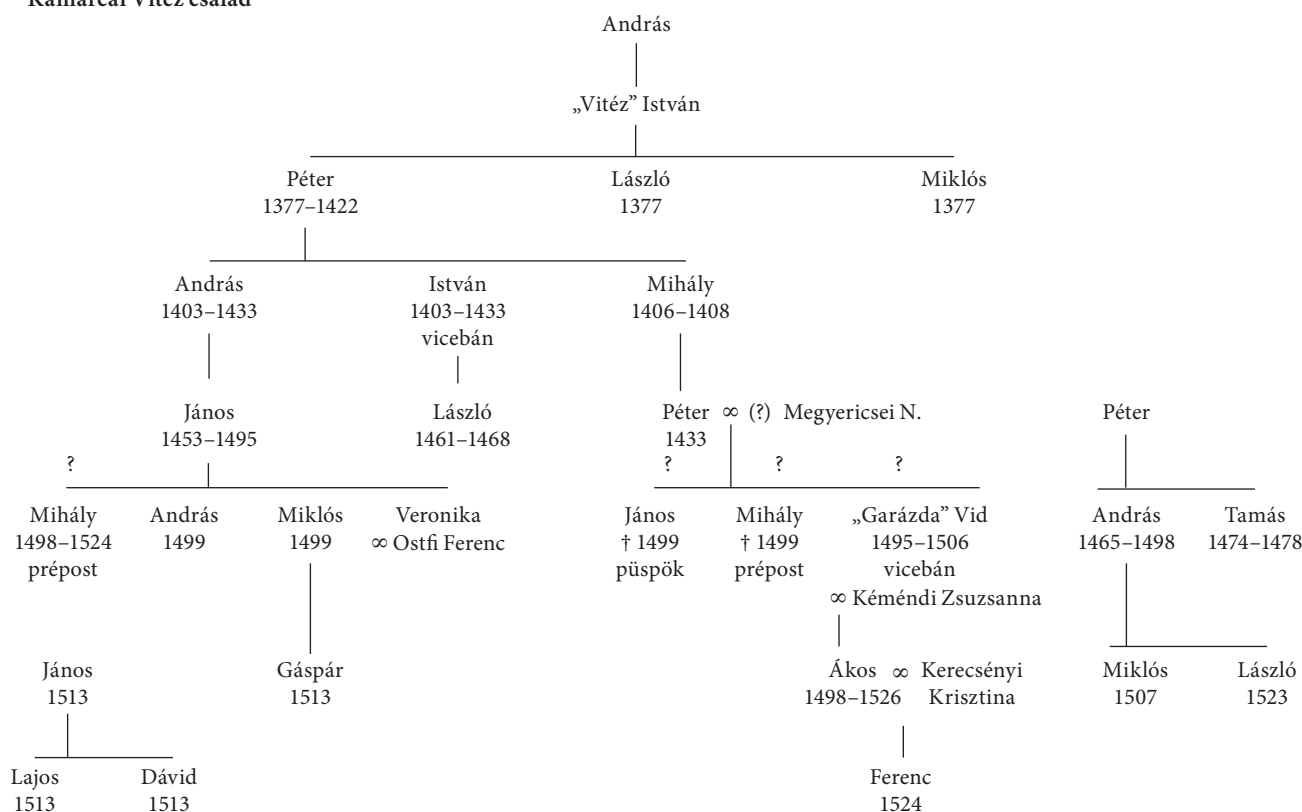 Kamarcai Vitéz család
András
„Vitéz” István
Péter László Miklós
1377–1422 1377 1377
András István Mihály
1403–1433 1403–1433 1406–1408
vicebán
János László Péter ∞ (?) Megyericsei N. Péter
1453–1495 1461–1468 1433
? ? ? ?
Mihály András Miklós Veronika János Mihály „Garázda” Vid András Tamás
1498–1524 1499 1499 ∞ Ostfi Ferenc † 1499 † 1499 1495–1506 1465–1498 1474–1478
prépost püspök prépost vicebán
∞ Kéméndi Zsuzsanna
János Gáspár Ákos ∞ Kerecsényi Miklós László
1513 1513 1498–1526 Krisztina 1507 1523
Lajos Dávid Ferenc
1513 1513 1524